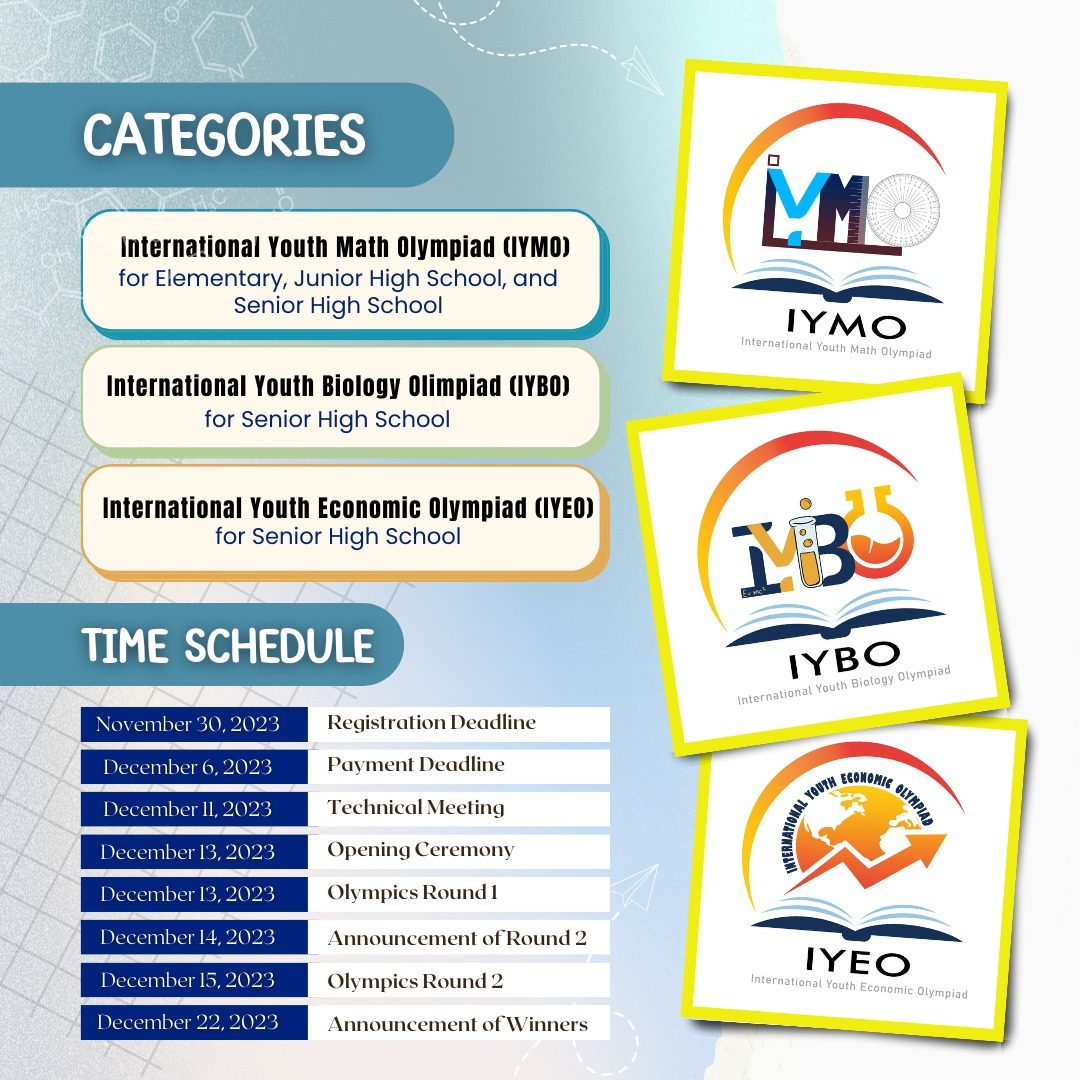 CATEGORIES
International Youth Math Olympiad (IYMO)
for Elementary, Junior High School, and
Senior High School
International Youth Biology Olimpiad (IYBO)
for Senior High School
International Youth Economic Olympiad (IYEO)
for Senior High School
TIME SCHEDULE
November 30, 2023 Registration Deadline
December 6, 2023 Payment Deadline
December 11, 2023 Technical Meeting
December 13, 2023 Opening Ceremony
December 13, 2023 Olympics Round 1
December 14, 2023 Announcement of Round 2
December 15, 2023 Olympics Round 2
December 22, 2023 Announcement of Winners
IYMO
IYMO
International Youth Math Olympiad
IYBO
IYBO
International Youth Biology Olympiad
INTERNATIONAL YOUTH ECONOMIC OLYMPIAD
IYEO
International Youth Economic Olympiad